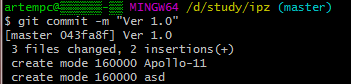 artempc@ MINGW64 /d/study/ipz (master)
$ git commit -m "Ver 1.0"
[master 043fa8f] Ver 1.0
3 files changed, 2 insertions(+)
create mode 160000 Apollo-11
create mode 160000 asd